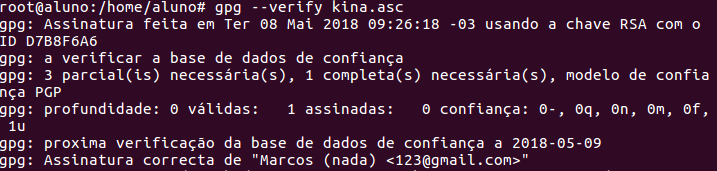 root@aluno:/home/aluno# gpg --verify kina.asc
gpg: Assinatura feita em Ter 08 Mai 2018 09:26:18 -03 usando a chave RSA com o
ID D7B8F6A6
gpg: a verificar a base de dados de confiança
gpg: 3 parcial(is) necessária(s), 1 completa(s) necessária(s), modelo de confia
nça PGP
gpg: profundidade: 0 válidas:   1 assinadas:   0 confiança: 0-, 0q, 0n, 0m, 0f,
 1u
gpg: proxima verificação da base de dados de confiança a 2018-05-09
gpg: Assinatura correcta de "Marcos (nada) <123@gmail.com>"